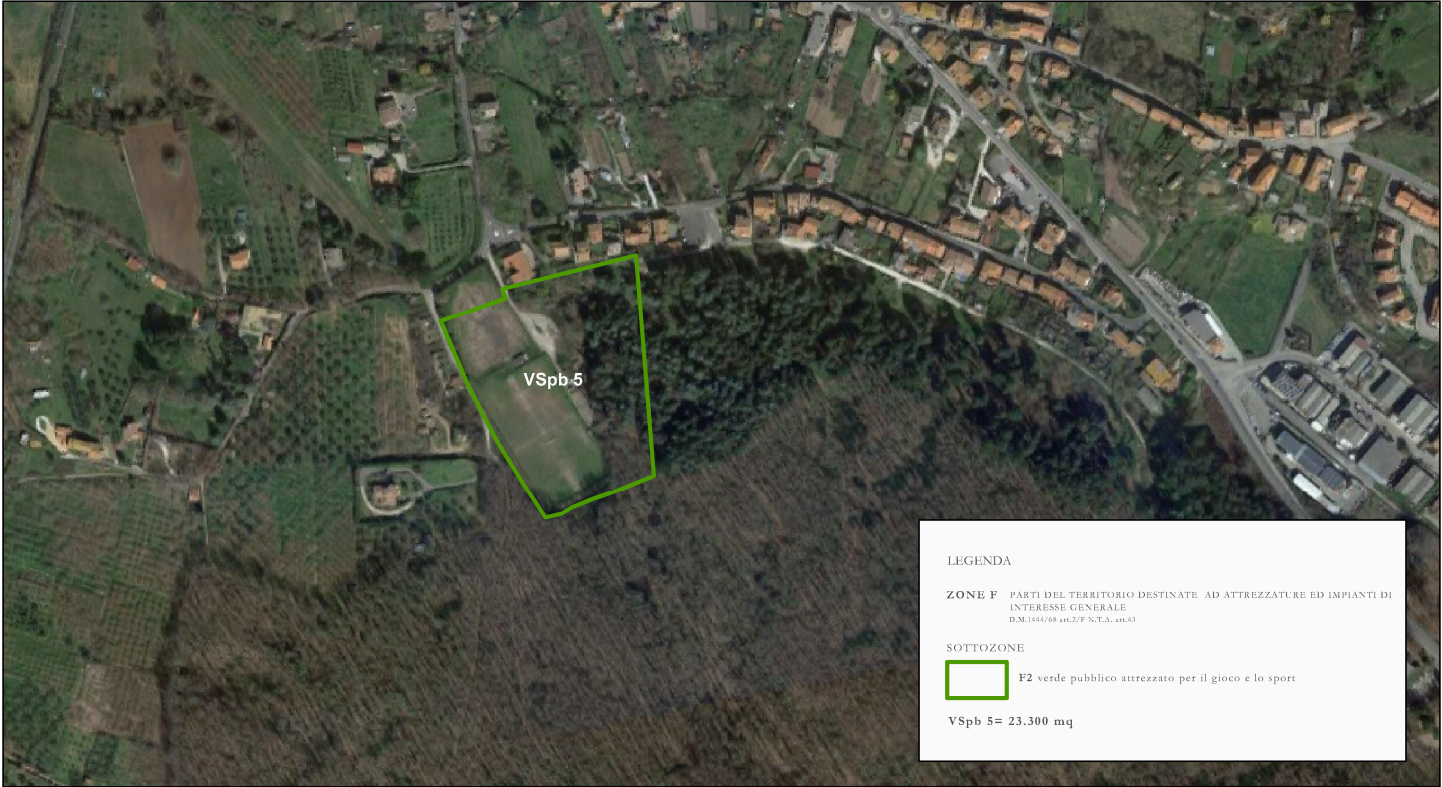 VSpb 5
LEGENDA
ZONE F PARTI DEL TERRITORIO DESTINATE AD ATTREZZATURE ED IMPIANTI DI
INTERESSE GENERALE
D.M.1444/68 art.2/F N.T.A. art.43
SOTTOZONE
F2 verde pubblico attrezzato per il gioco e lo sport
VSpb 5= 23.300 mq